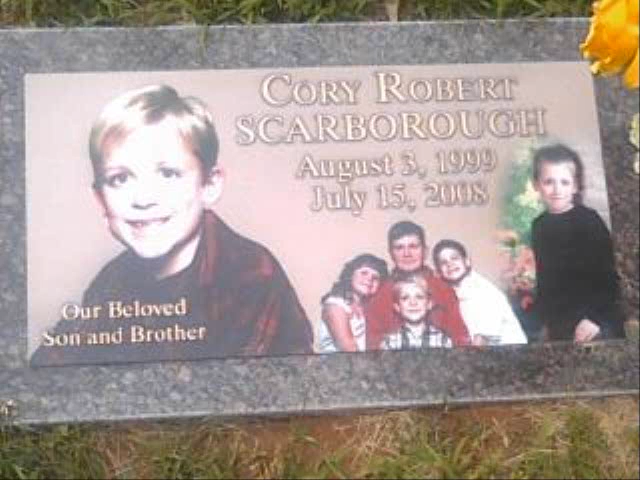 CORY ROBERT
SCARBOROUGH
August 3, 1999
July 15, 2008
Our Beloved
Son and Brother